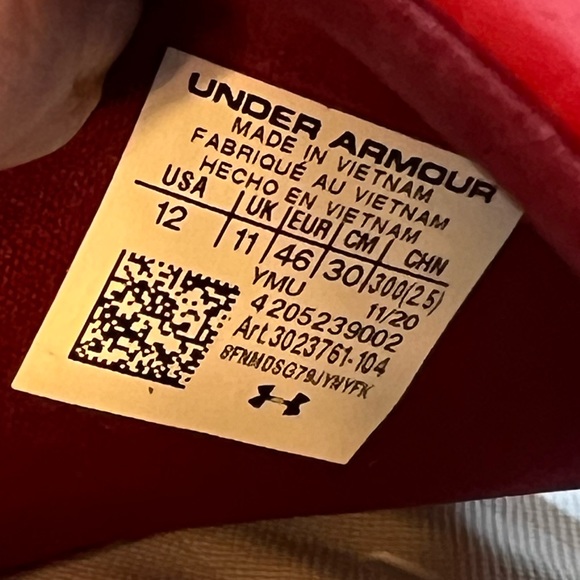 UNDER ARMOUR
MADE IN VIETNAM
FABRIQUÉ AU VIETNAM
HECHO EN VIETNAM
USA UK EUR CM CHN
12 11 46 30 300(2.5)
YMU 11/20
4205239002
Art.3023761-104